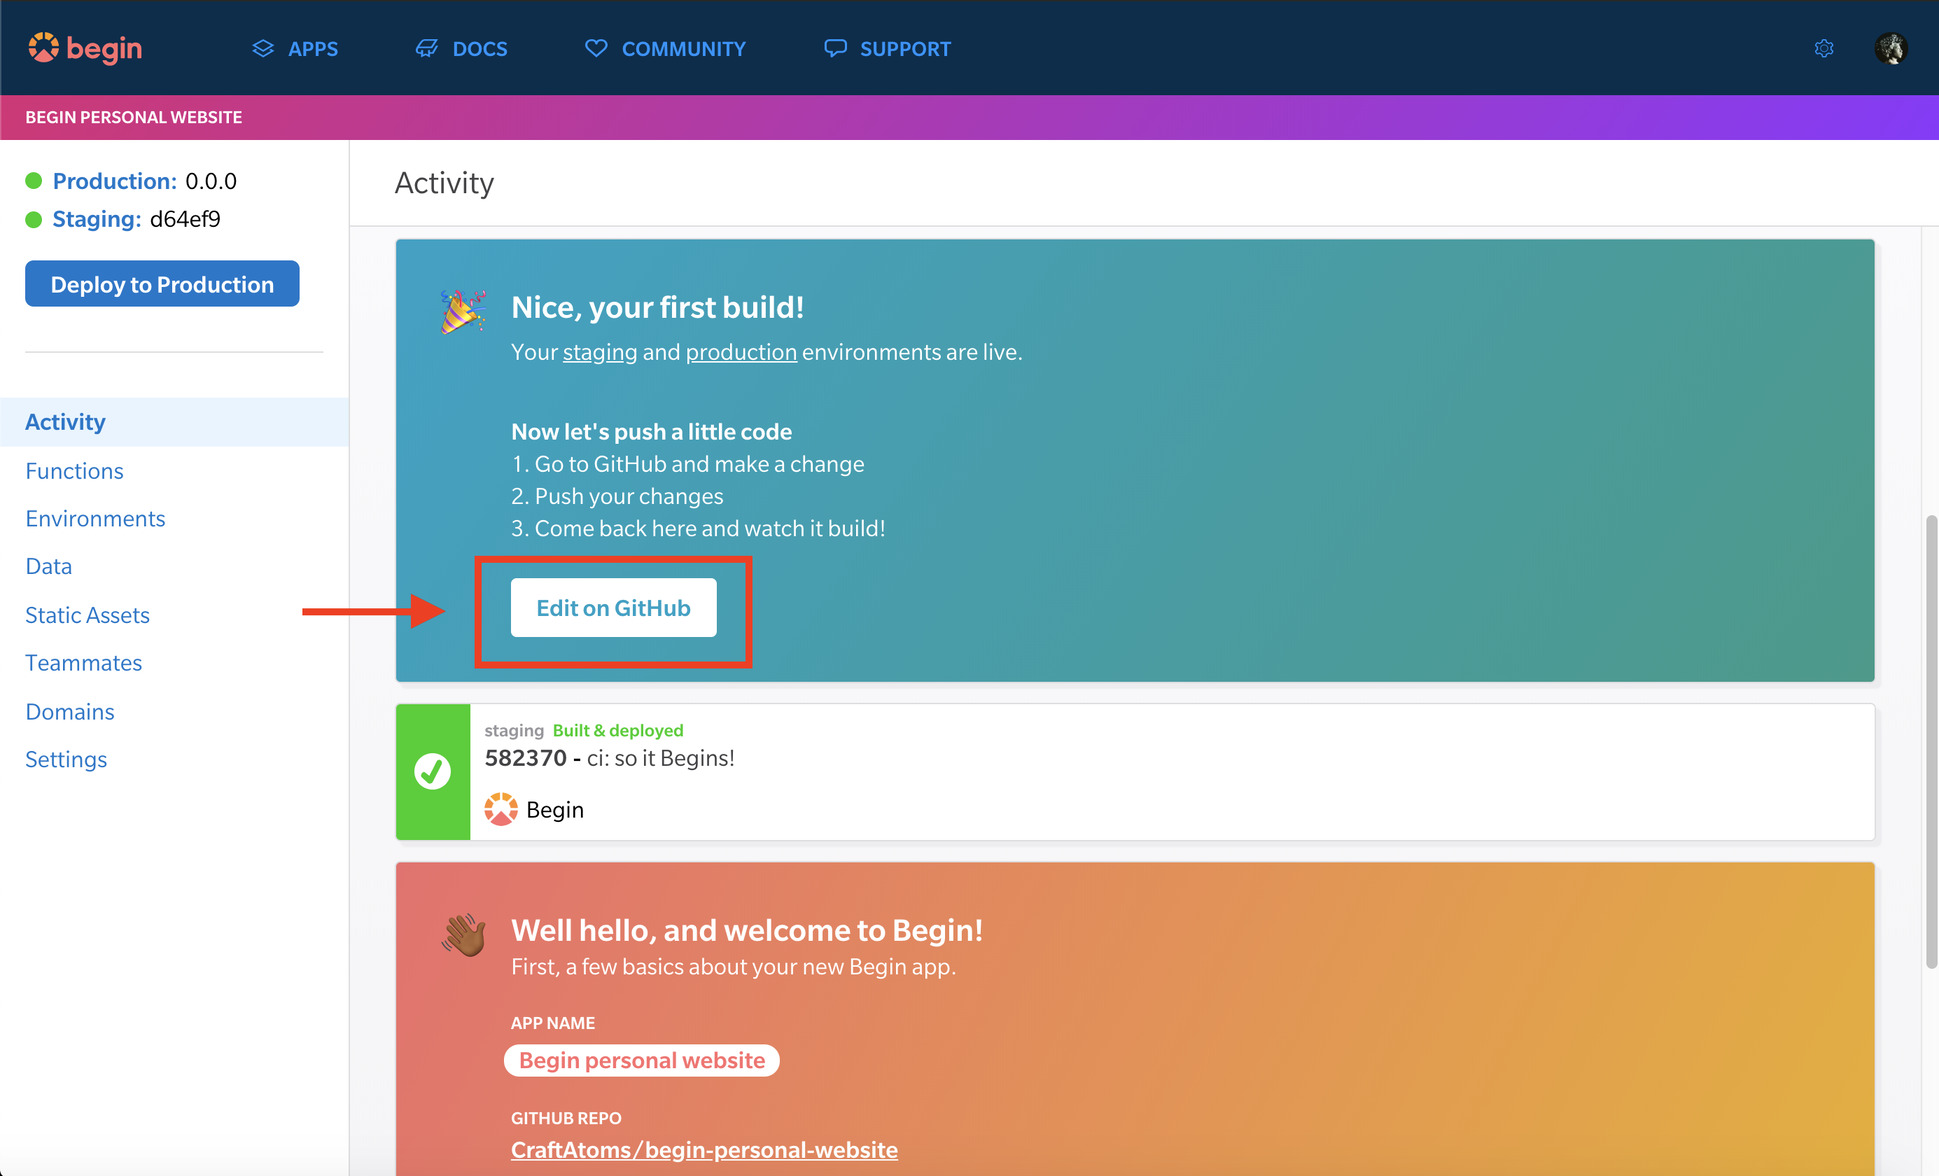 begin
APPS
DOCS
COMMUNITY
SUPPORT
BEGIN PERSONAL WEBSITE
Production: 0.0.0
Staging: d64ef9
Deploy to Production
Activity
Functions
Environments
Data
Static Assets
Teammates
Domains
Settings
Activity
Nice, your first build!
Your staging and production environments are live.
Now let's push a little code
1. Go to GitHub and make a change
2. Push your changes
3. Come back here and watch it build!
Edit on GitHub
staging Built & deployed
582370 - ci: so it Begins!
Begin
Well hello, and welcome to Begin!
First, a few basics about your new Begin app.
APP NAME
Begin personal website
GITHUB REPO
CraftAtoms/begin-personal-website